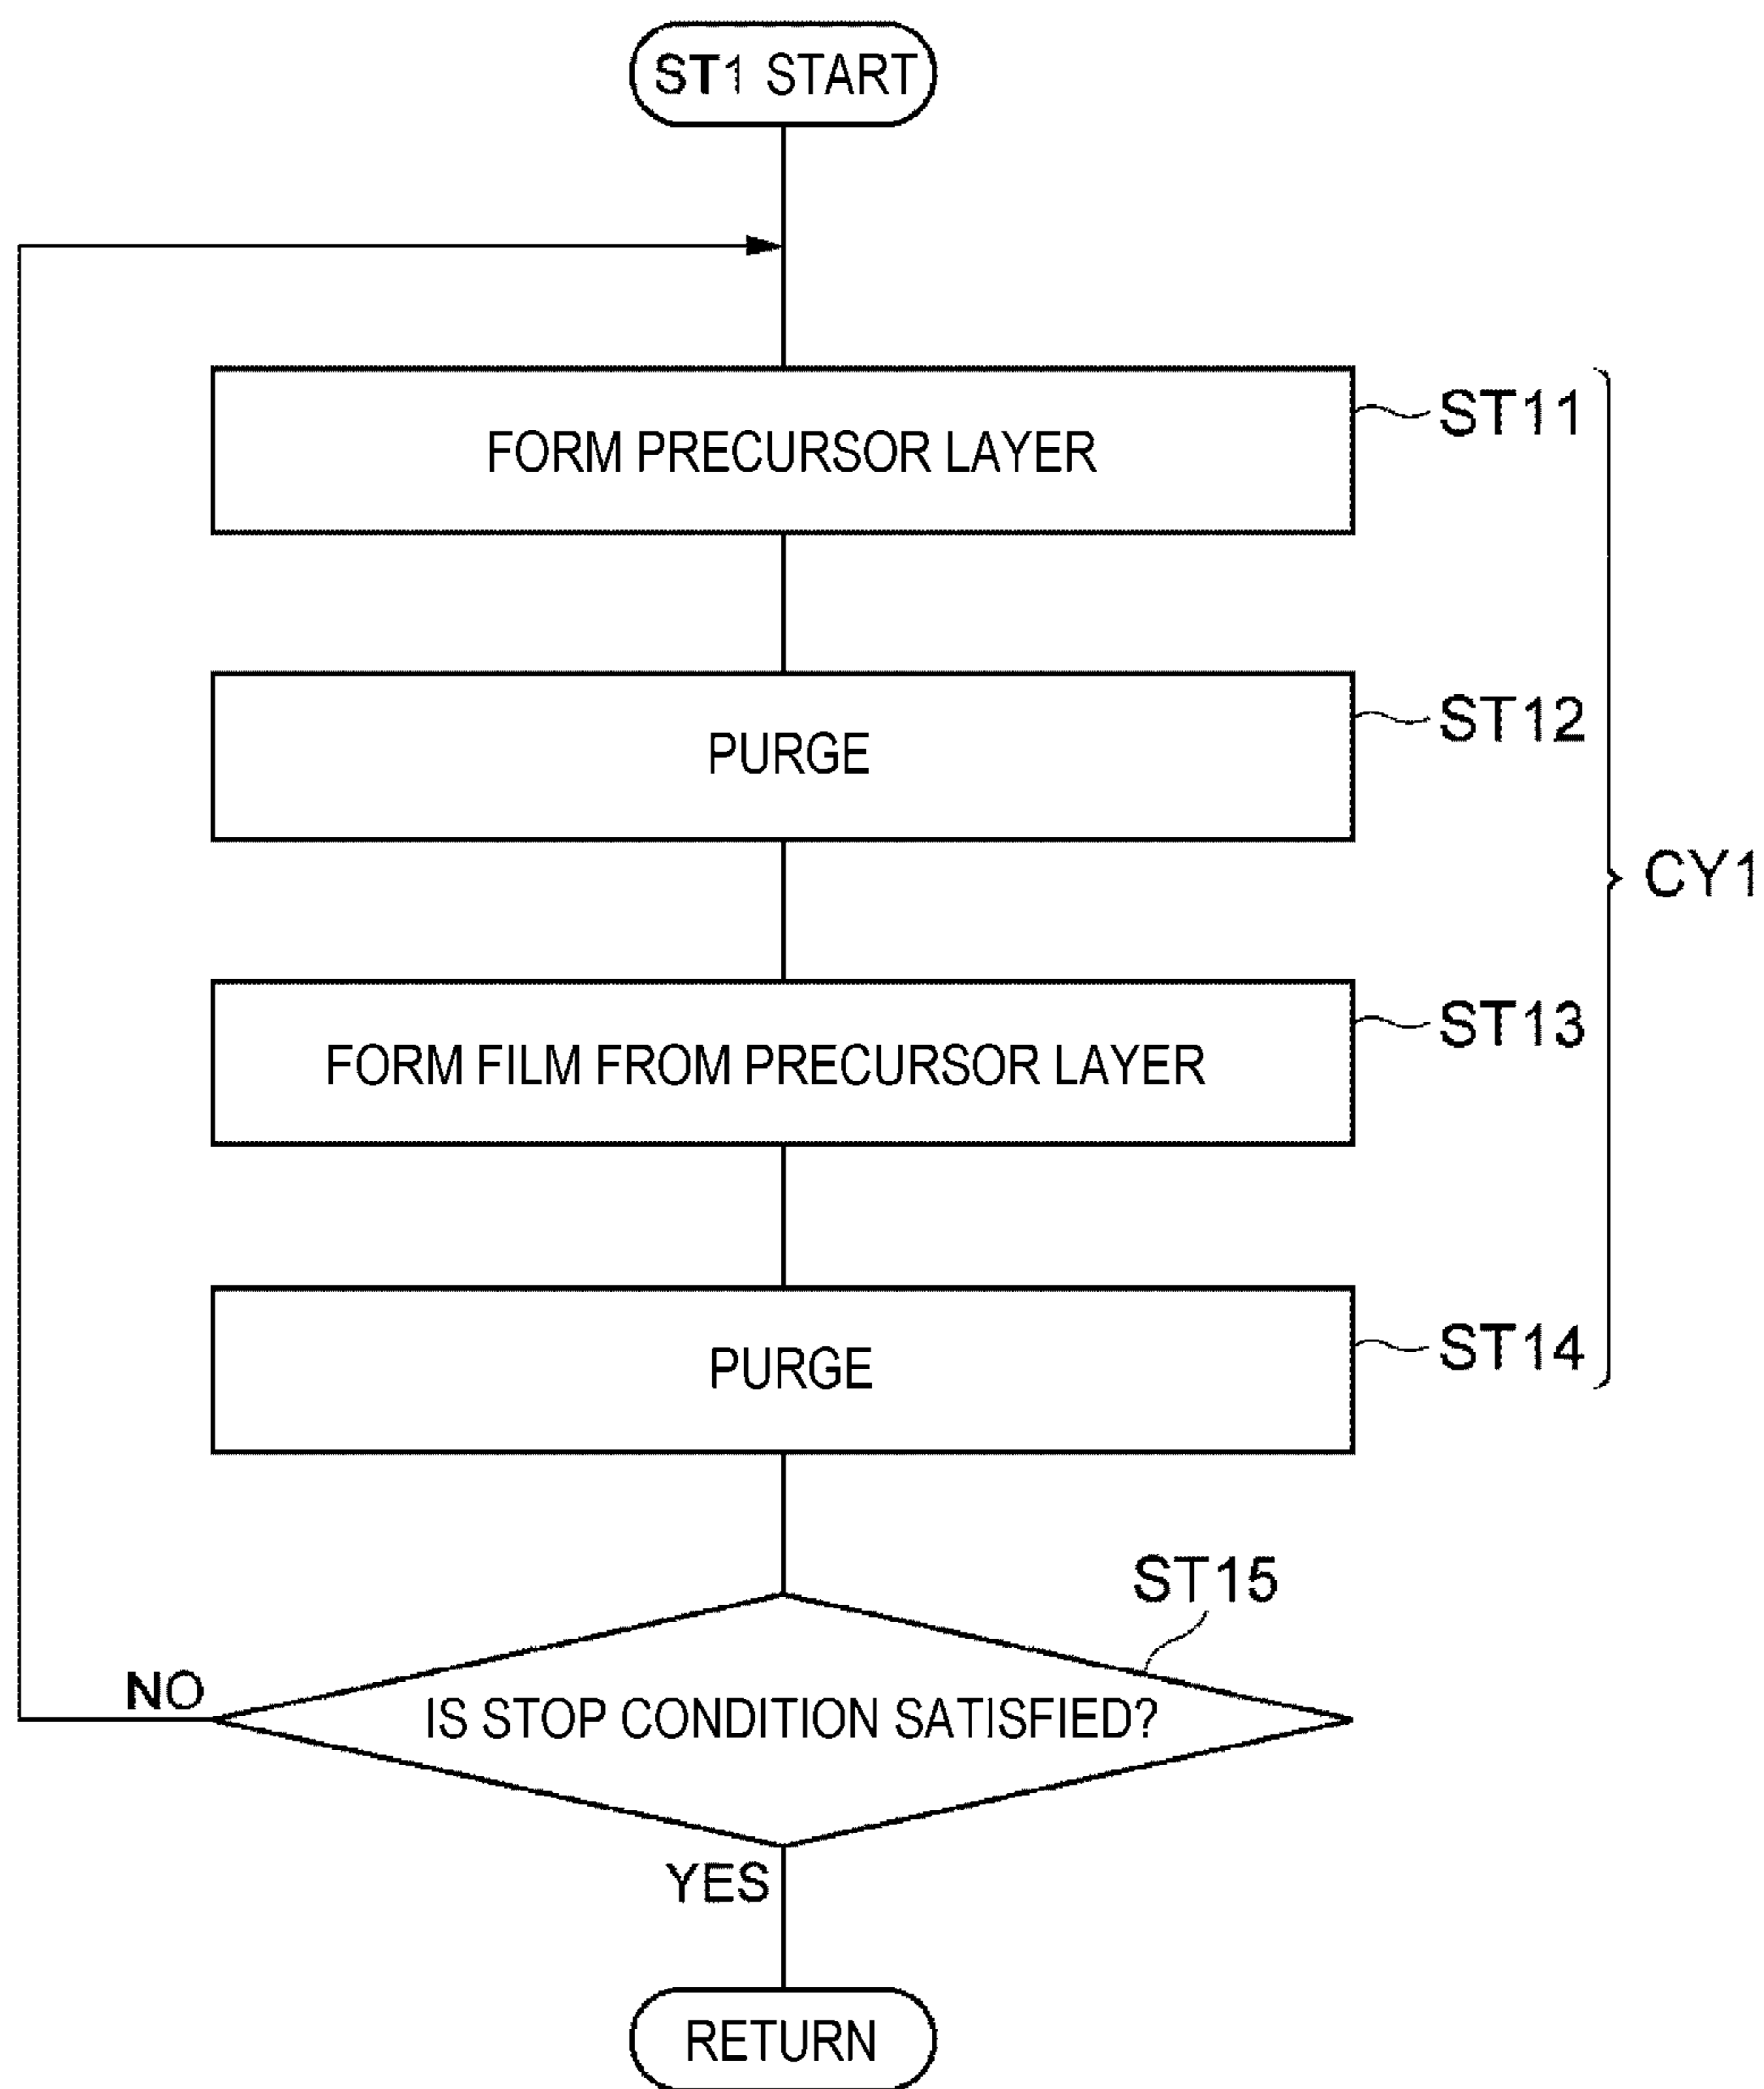 ST1 START
FORM PRECURSOR LAYER
ST11
PURGE
ST12
CY1
FORM FILM FROM PRECURSOR LAYER
ST13
PURGE
ST14
ST15
NO
IS STOP CONDITION SATISFIED?
YES
RETURN